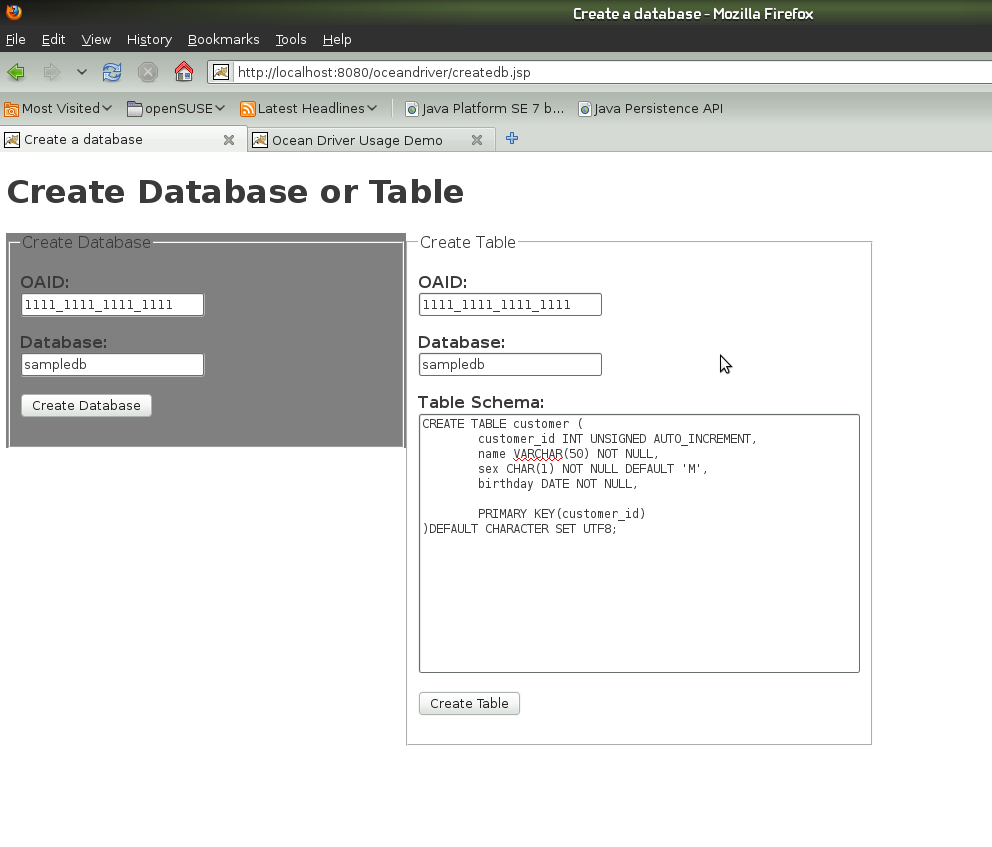 Create a database - Mozilla Firefox
File Edit View History Bookmarks Tools Help
http://localhost:8080/oceandriver/createdb.jsp
Most Visited openSUSE Latest Headlines Java Platform SE 7 b... Java Persistence API
Create a database Ocean Driver Usage Demo
Create Database or Table
Create Database
OAID:
1111_1111_1111_1111
Database:
sampledb
Create Database
Create Table
OAID:
1111_1111_1111_1111
Database:
sampledb
Table Schema:
CREATE TABLE customer (
customer_id INT UNSIGNED AUTO_INCREMENT,
name VARCHAR(50) NOT NULL,
sex CHAR(1) NOT NULL DEFAULT 'M',
birthday DATE NOT NULL,
PRIMARY KEY(customer_id)
)DEFAULT CHARACTER SET UTF8;
Create Table